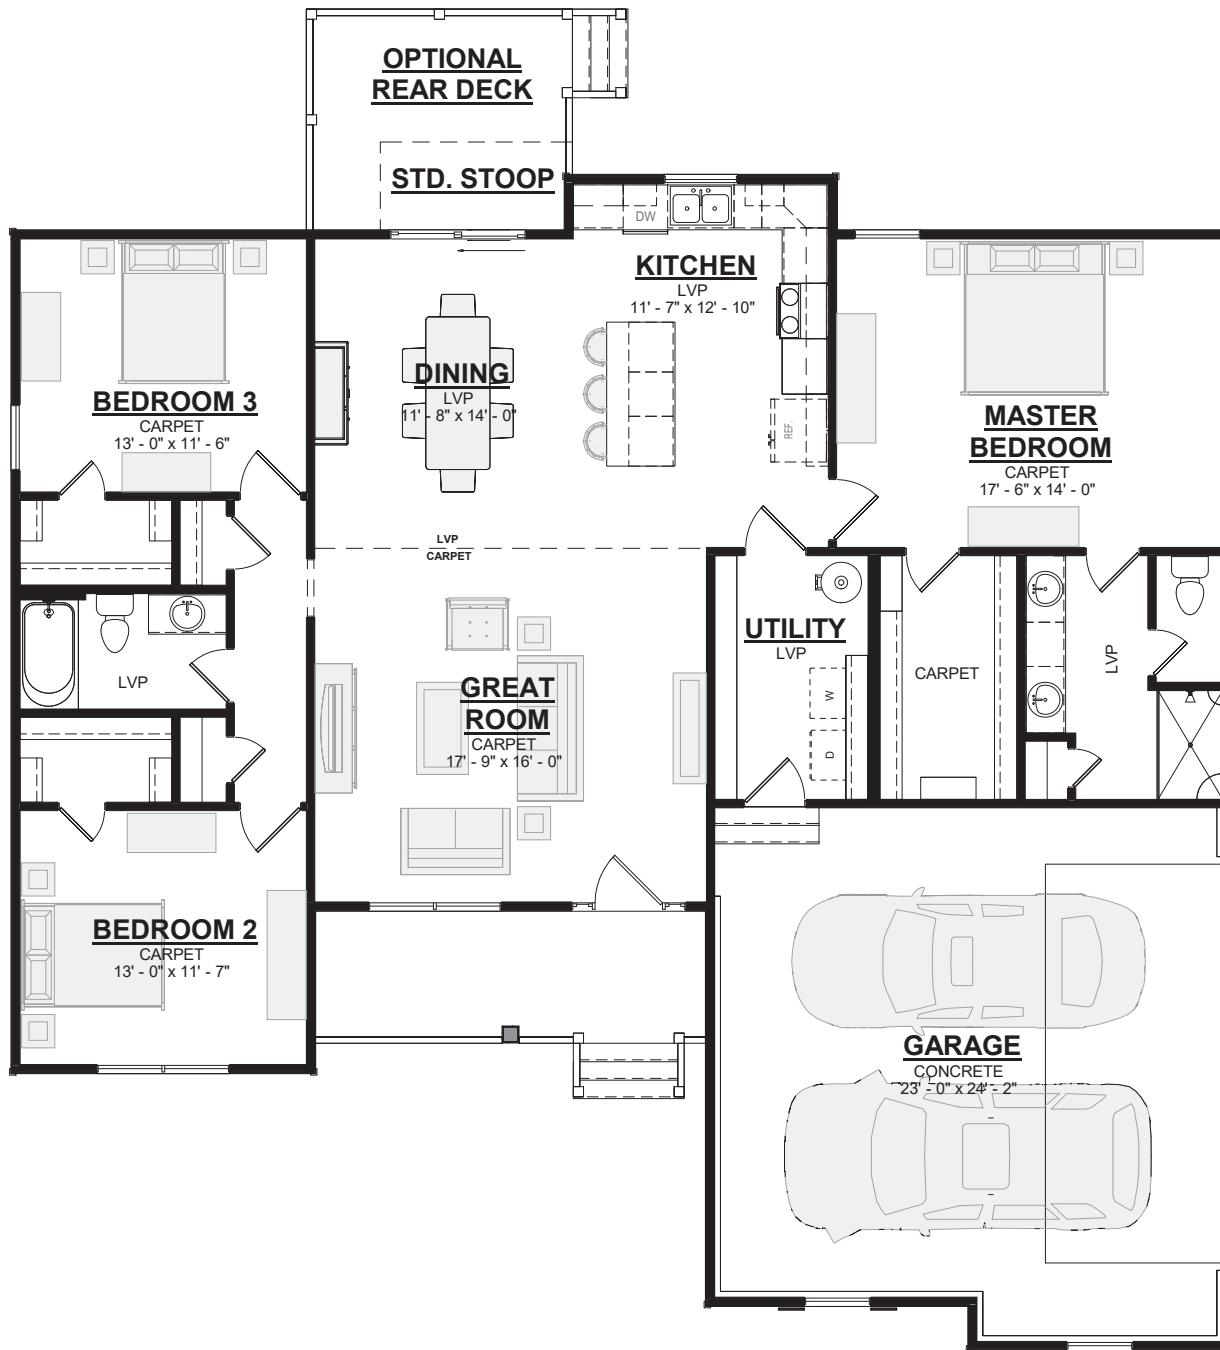 OPTIONAL
REAR DECK
STD. STOOP
DW
KITCHEN
LVP
11' - 7" x 12' - 10"
DINING
LVP
11' - 8" x 14' - 0"
REF.
BEDROOM 3
CARPET
13' - 0" x 11' - 6"
MASTER
BEDROOM
CARPET
17' - 6" x 14' - 0"
LVP
CARPET
UTILITY
LVP
W
D
CARPET
LVP
LVP
GREAT
ROOM
CARPET
17' - 9" x 16' - 0"
BEDROOM 2
CARPET
13' - 0" x 11' - 7"
GARAGE
CONCRETE
23' - 0" x 24' - 2"